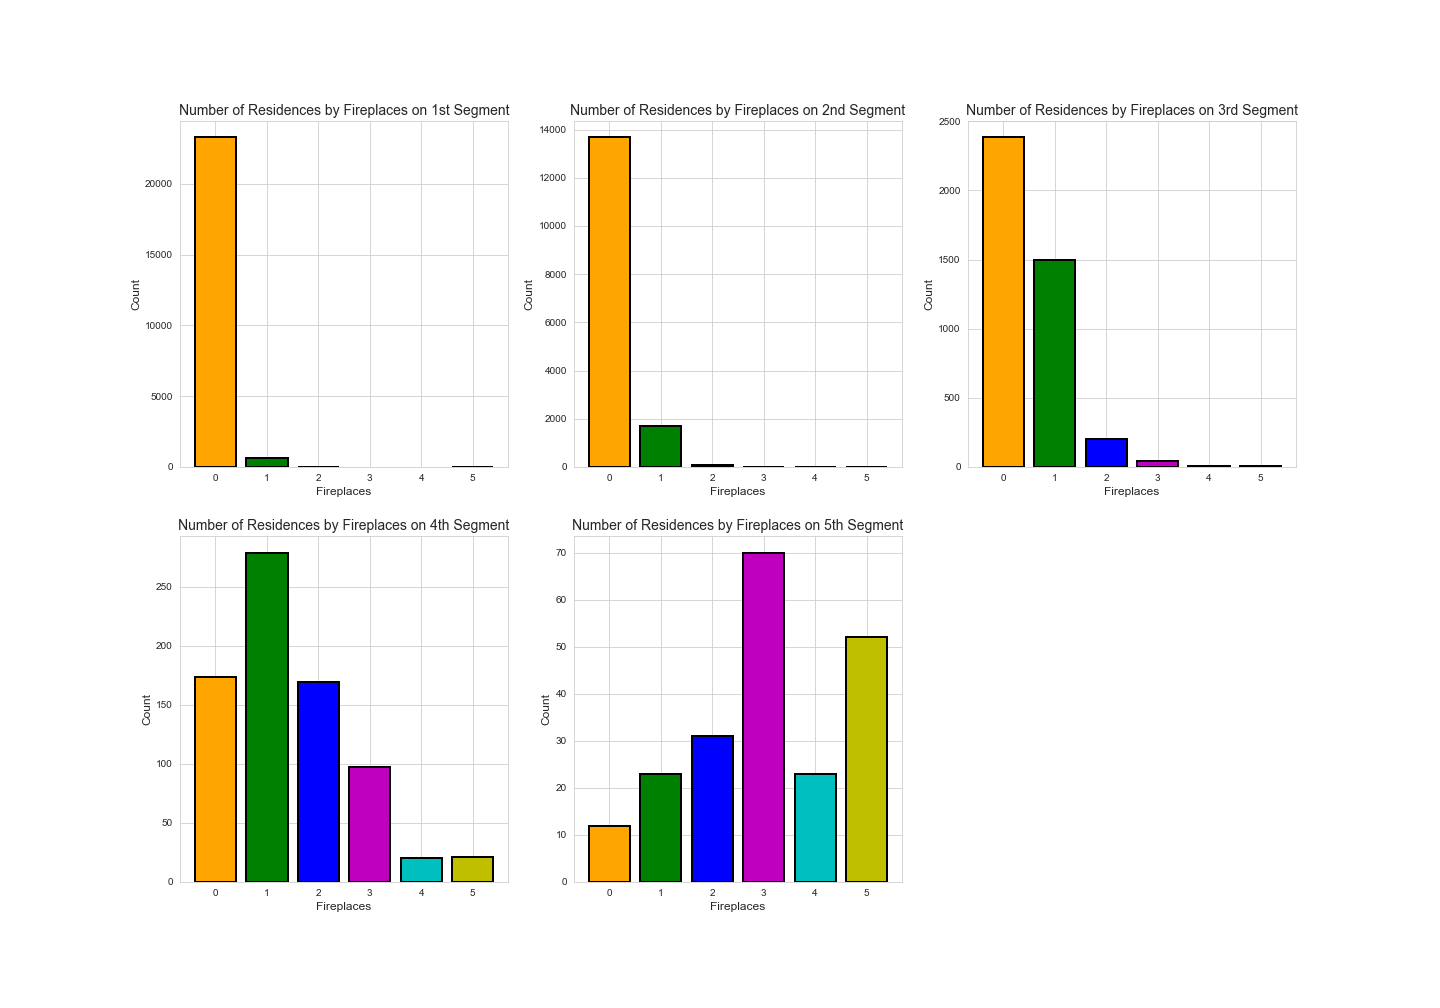 Number of Residences by Fireplaces on 1st Segment
Count
20000
15000
10000
5000
0
0 1 2 3 4 5
Fireplaces
Number of Residences by Fireplaces on 2nd Segment
Count
14000
12000
10000
8000
6000
4000
2000
0
0 1 2 3 4 5
Fireplaces
Number of Residences by Fireplaces on 3rd Segment
Count
2500
2000
1500
1000
500
0
0 1 2 3 4 5
Fireplaces
Number of Residences by Fireplaces on 4th Segment
Count
250
200
150
100
50
0
0 1 2 3 4 5
Fireplaces
Number of Residences by Fireplaces on 5th Segment
Count
70
60
50
40
30
20
10
0
0 1 2 3 4 5
Fireplaces